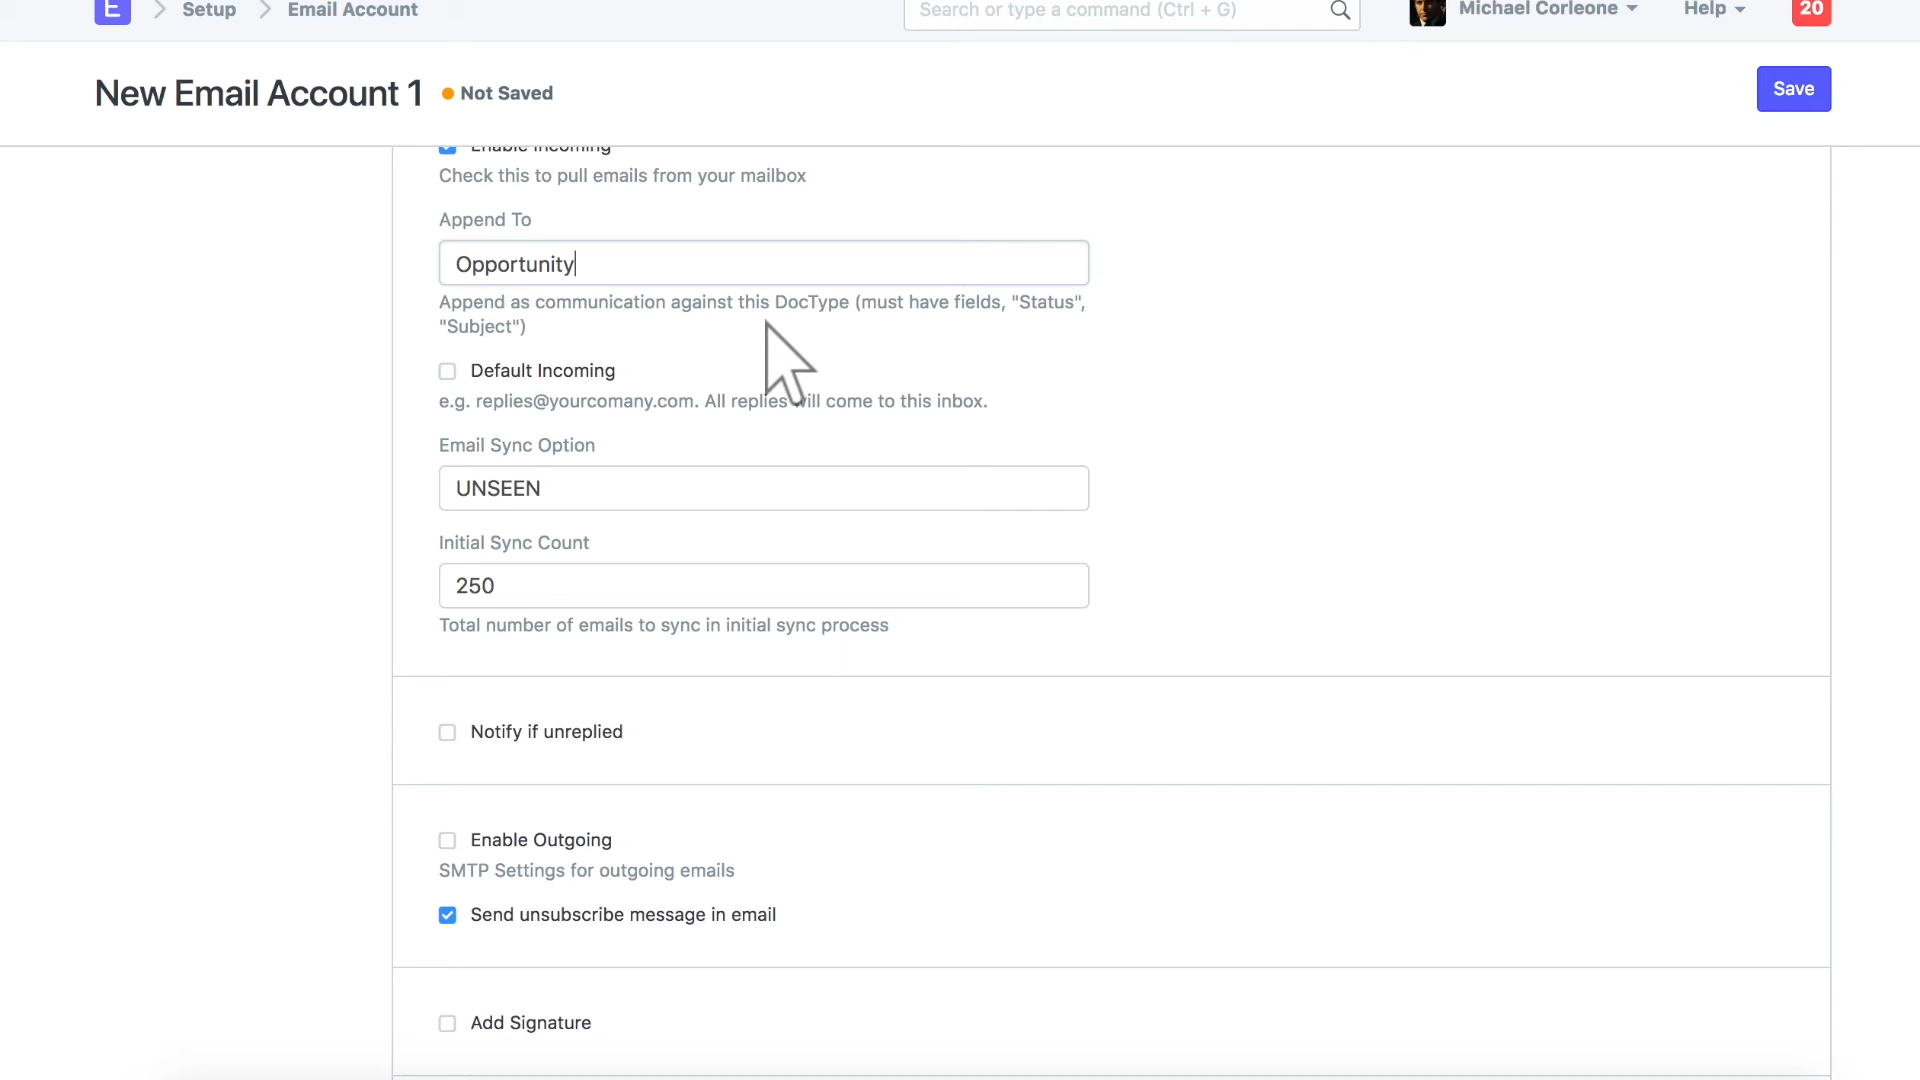 E Setup Email Account Search or type a command (Ctrl + G) Michael Corleone Help 20
New Email Account 1 Not Saved Save
Enable Incoming
Check this to pull emails from your mailbox
Append To
Opportunity
Append as communication against this DocType (must have fields, "Status",
"Subject")
Default Incoming
e.g. replies@yourcomany.com. All replies will come to this inbox.
Email Sync Option
UNSEEN
Initial Sync Count
250
Total number of emails to sync in initial sync process
Notify if unreplied
Enable Outgoing
SMTP Settings for outgoing emails
Send unsubscribe message in email
Add Signature